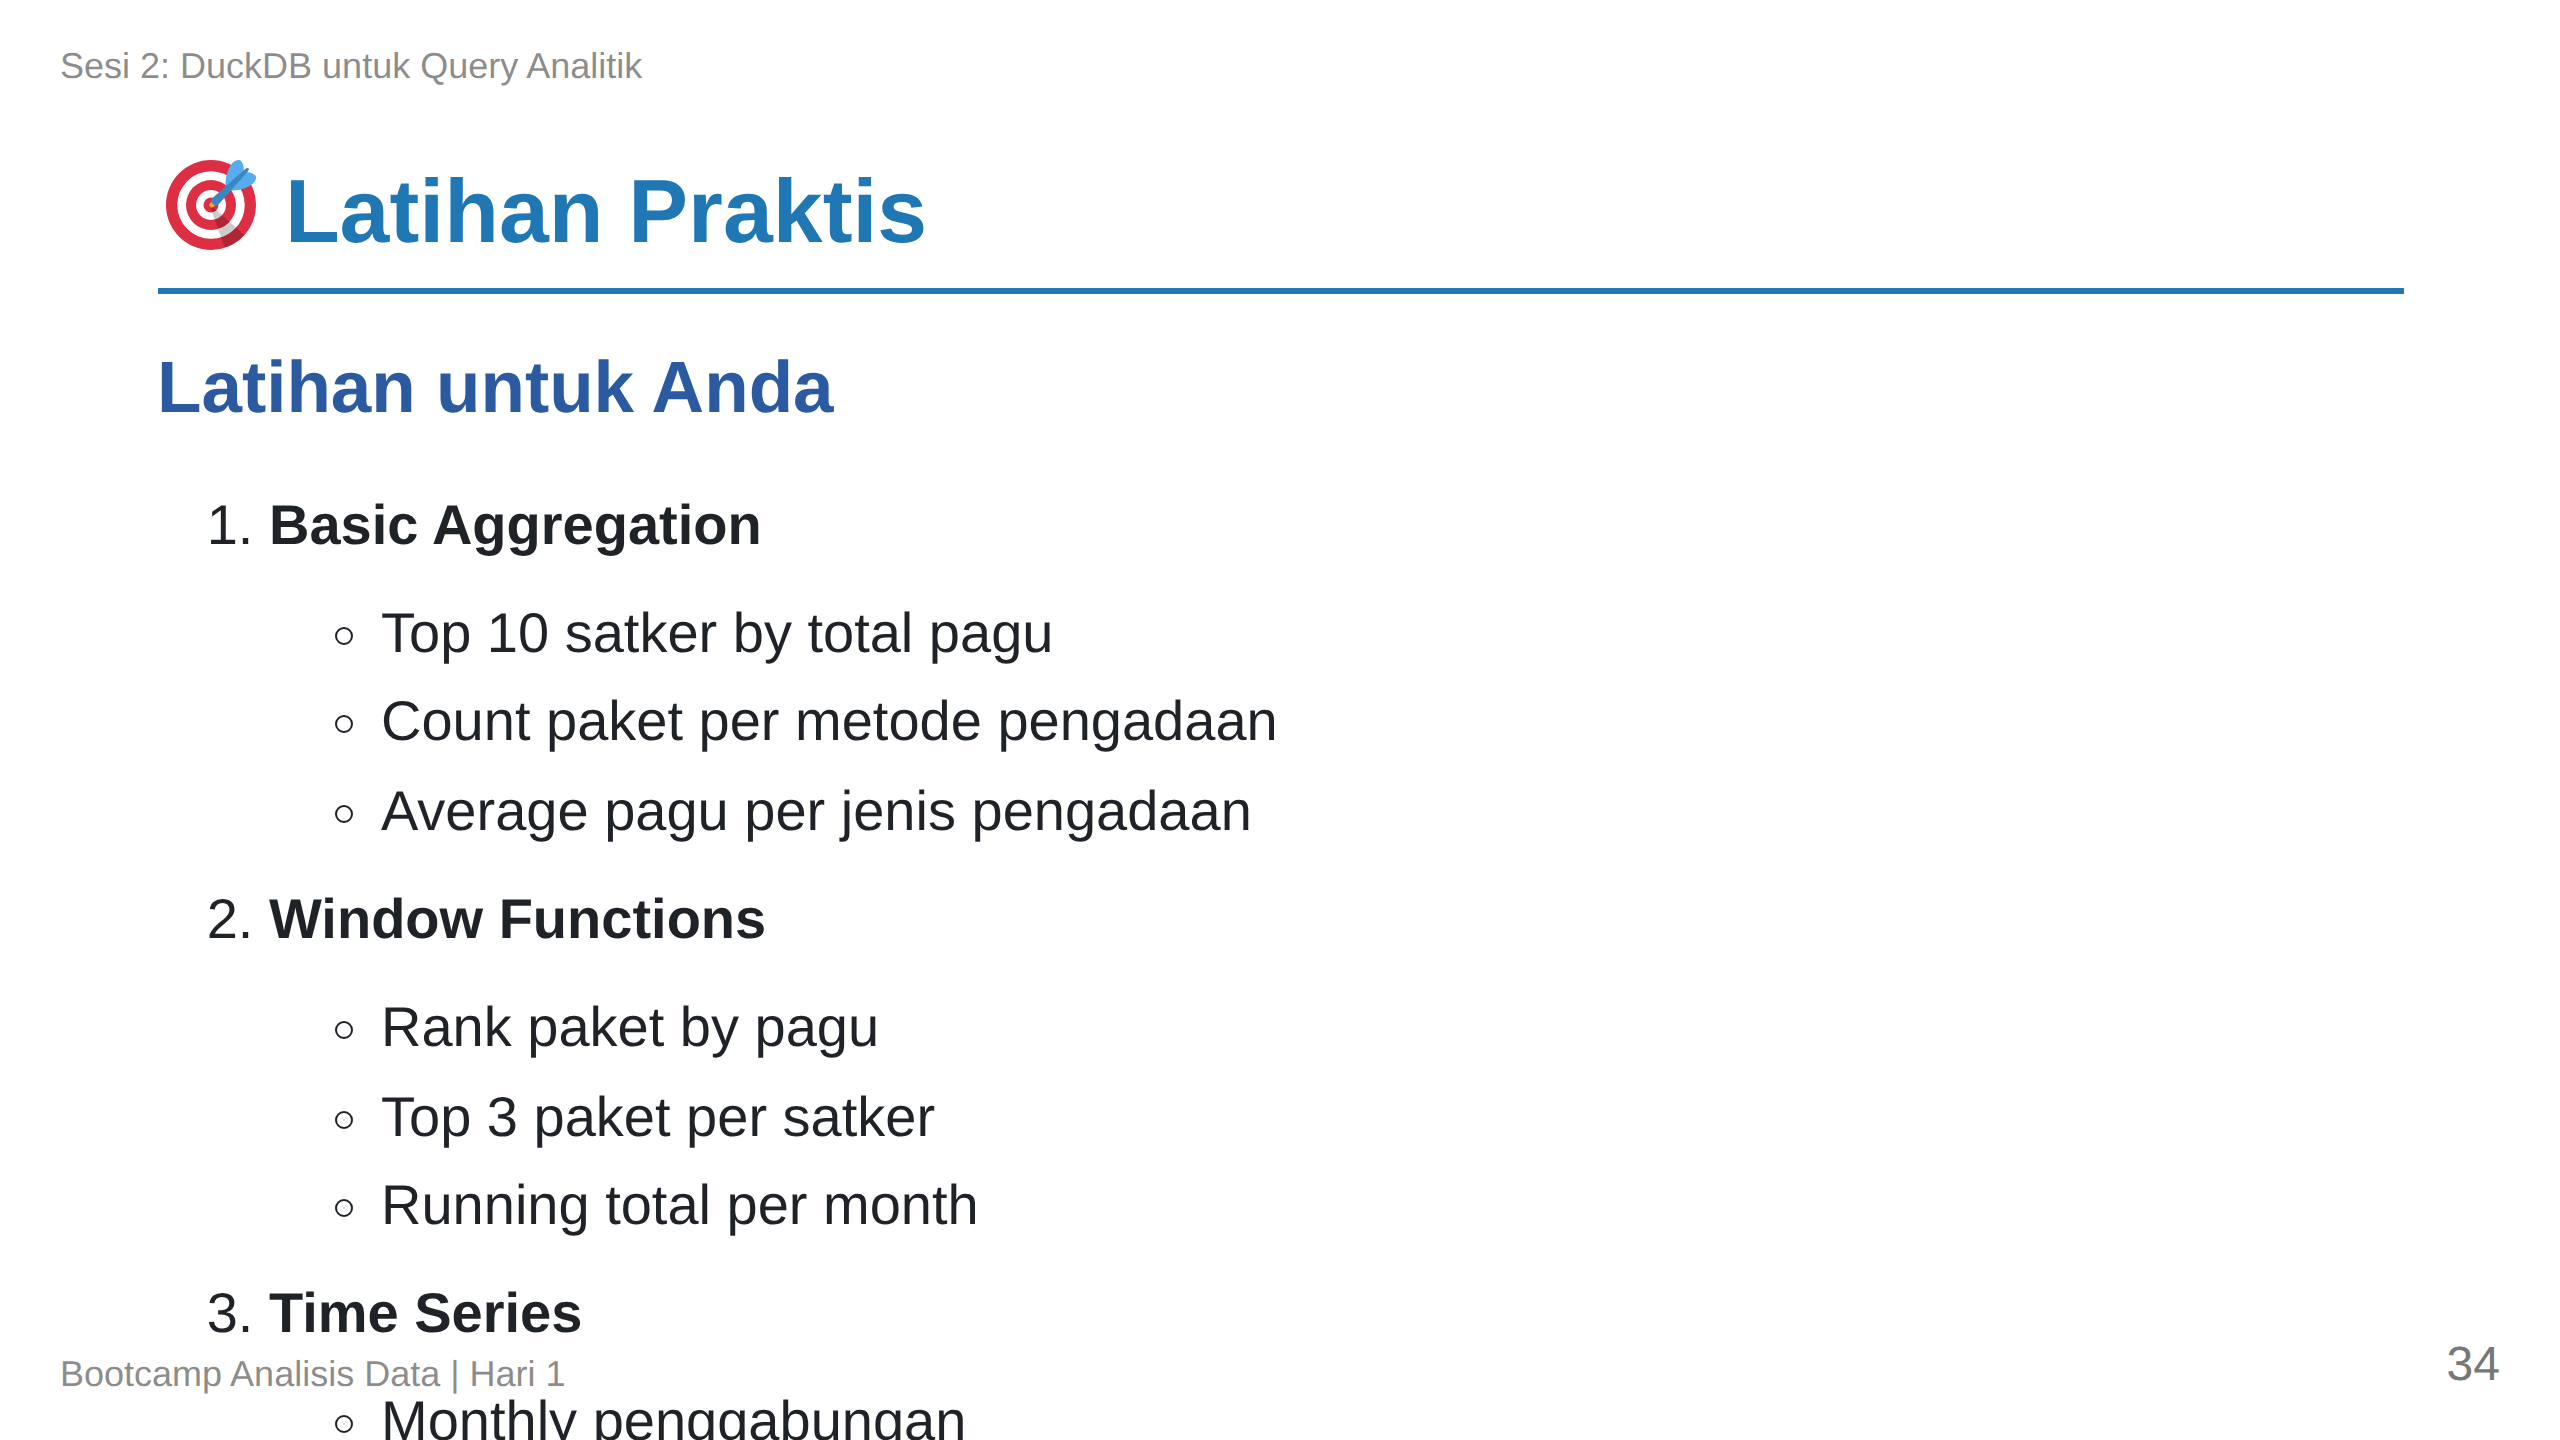 Sesi 2: DuckDB untuk Query Analitik
🎯 Latihan Praktis
Latihan untuk Anda
1. Basic Aggregation
○ Top 10 satker by total pagu
○ Count paket per metode pengadaan
○ Average pagu per jenis pengadaan
2. Window Functions
○ Rank paket by pagu
○ Top 3 paket per satker
○ Running total per month
3. Time Series
○ Monthly penggabungan
Bootcamp Analisis Data | Hari 1
34